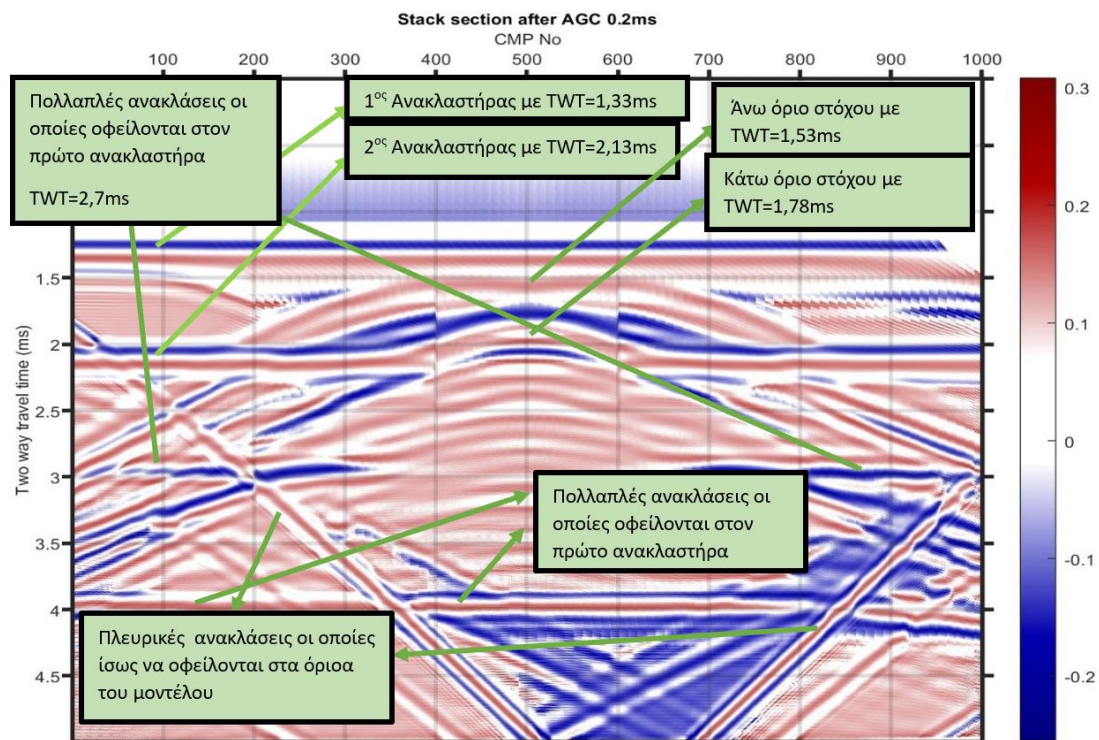 Stack section after AGC 0.2ms
CMP No
100 200 300 400 500 600 700 800 900 1000
Πολλαπλές ανακλάσεις οι
οποίες οφείλονται στον
πρώτο ανακλαστήρα
TWT=2,7ms
1ος Ανακλαστήρας με TWT=1,33ms
2ος Ανακλαστήρας με TWT=2,13ms
Άνω όριο στόχου με
TWT=1,53ms
Κάτω όριο στόχου με
TWT=1,78ms
Two way travel time (ms)
1.5
2
2.5
3
3.5
4
4.5
Πολλαπλές ανακλάσεις οι
οποίες οφείλονται στον
πρώτο ανακλαστήρα
Πλευρικές ανακλάσεις οι οποίες
ίσως να οφείλονται στα όριοα
του μοντέλου
0.3
0.2
0.1
0
-0.1
-0.2